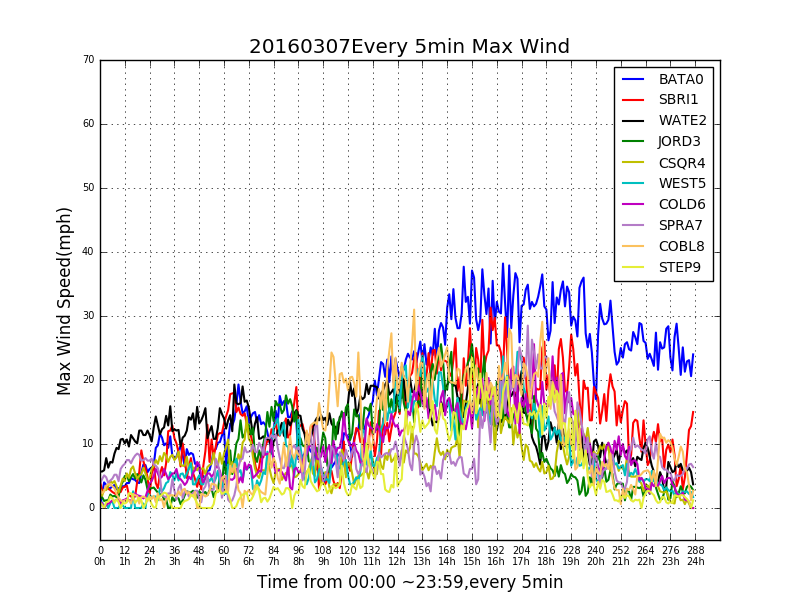 20160307Every 5min Max Wind
Max Wind Speed(mph)
70
60
50
40
30
20
10
0
BATA0
SBRI1
WATE2
JORD3
CSQR4
WEST5
COLD6
SPRA7
COBL8
STEP9
0 12 24 36 48 60 72 84 96 108 120 132 144 156 168 180 192 204 216 228 240 252 264 276 288
0h 1h 2h 3h 4h 5h 6h 7h 8h 9h 10h 11h 12h 13h 14h 15h 16h 17h 18h 19h 20h 21h 22h 23h 24h
Time from 00:00 ~23:59,every 5min